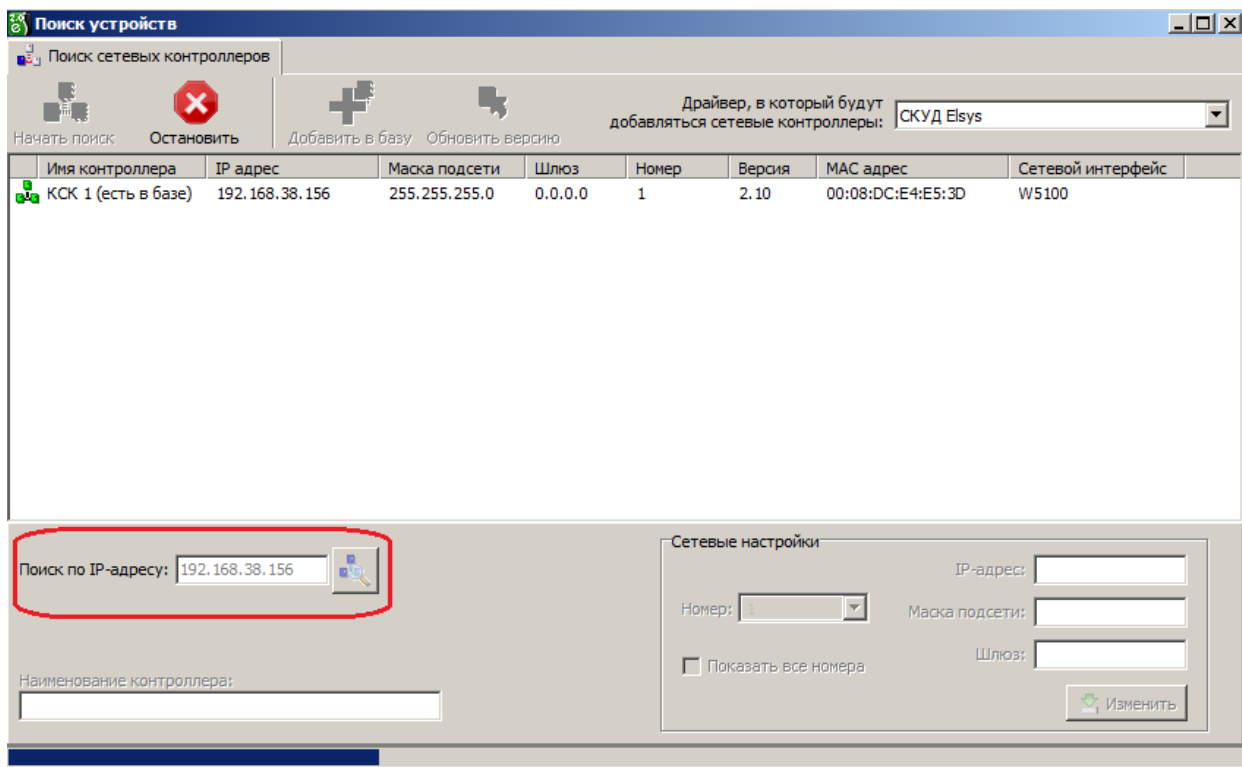 Поиск устройств
Поиск сетевых контроллеров
Начать поиск Остановить Добавить в базу Обновить версию
Драйвер, в который будут
добавляться сетевые контроллеры: СКУД Elsys
Имя контроллера IP адрес Маска подсети Шлюз Номер Версия MAC адрес Сетевой интерфейс
КСК 1 (есть в базе) 192.168.38.156 255.255.255.0 0.0.0.0 1 2.10 00:08:DC:E4:E5:3D W5100
Поиск по IP-адресу: 192.168.38.156
Наименование контроллера:
Сетевые настройки
IP-адрес:
Номер: 1 Маска подсети:
Показать все номера Шлюз:
Изменить